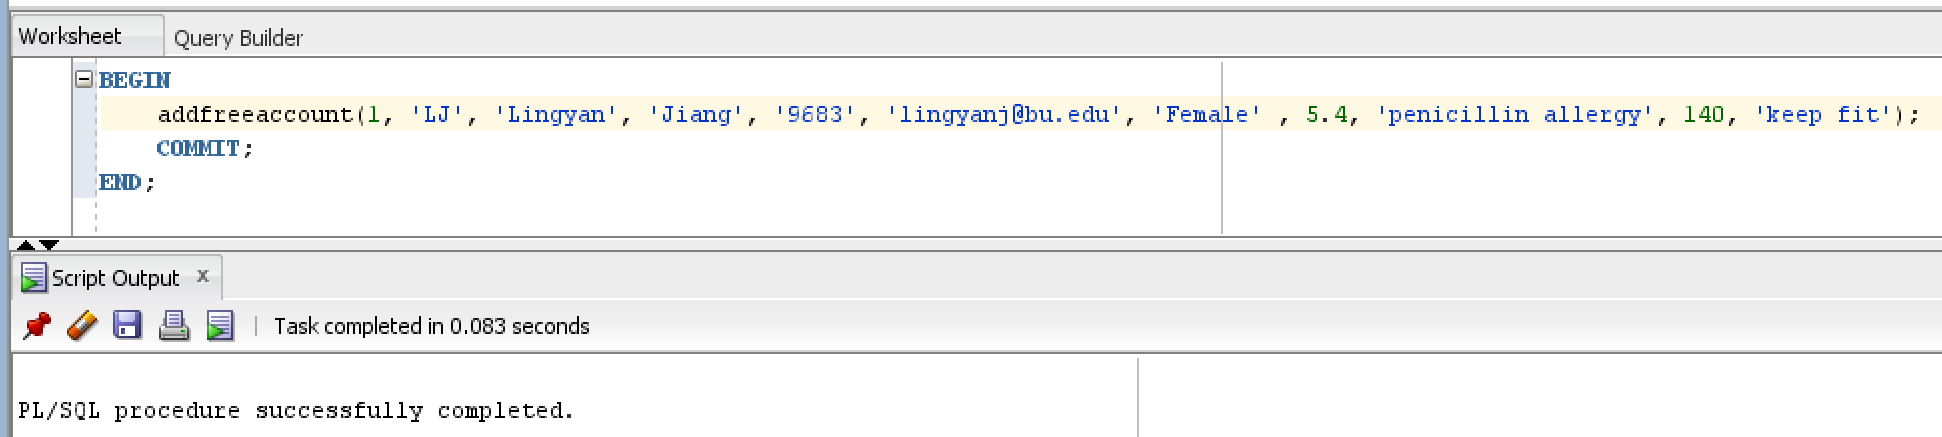 Worksheet Query Builder
BEGIN
addfreeaccount(1, 'LJ', 'Lingyan', 'Jiang', '9683', 'lingyanj@bu.edu', 'Female' , 5.4, 'penicillin allergy', 140, 'keep fit');
COMMIT;
END;
Script Output x
Task completed in 0.083 seconds
PL/SQL procedure successfully completed.